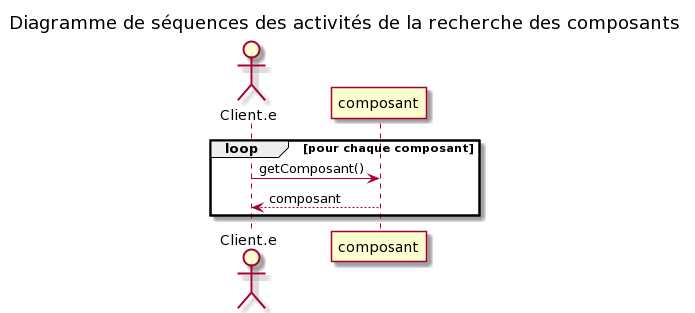 Diagramme de séquences des activités de la recherche des composants
Client.e
composant
loop [pour chaque composant]
getComposant()
composant
Client.e
composant